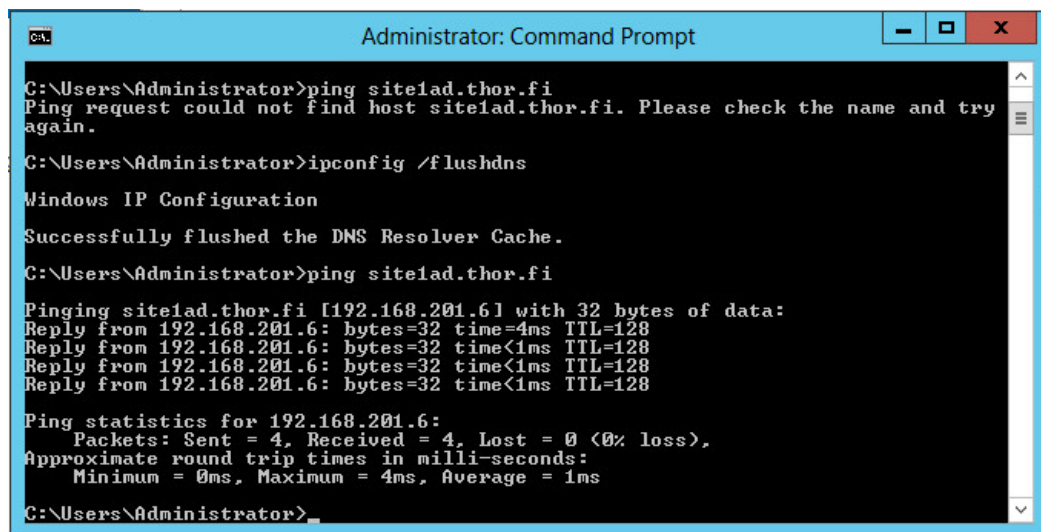 Administrator: Command Prompt
C:\Users\Administrator>ping site1ad.thor.fi
Ping request could not find host site1ad.thor.fi. Please check the name and try
again.
C:\Users\Administrator>ipconfig /flushdns
Windows IP Configuration
Successfully flushed the DNS Resolver Cache.
C:\Users\Administrator>ping site1ad.thor.fi
Pinging site1ad.thor.fi [192.168.201.6] with 32 bytes of data:
Reply from 192.168.201.6: bytes=32 time=4ms TTL=128
Reply from 192.168.201.6: bytes=32 time<1ms TTL=128
Reply from 192.168.201.6: bytes=32 time<1ms TTL=128
Reply from 192.168.201.6: bytes=32 time<1ms TTL=128
Ping statistics for 192.168.201.6:
    Packets: Sent = 4, Received = 4, Lost = 0 (0% loss),
Approximate round trip times in milli-seconds:
    Minimum = 0ms, Maximum = 4ms, Average = 1ms
C:\Users\Administrator>_